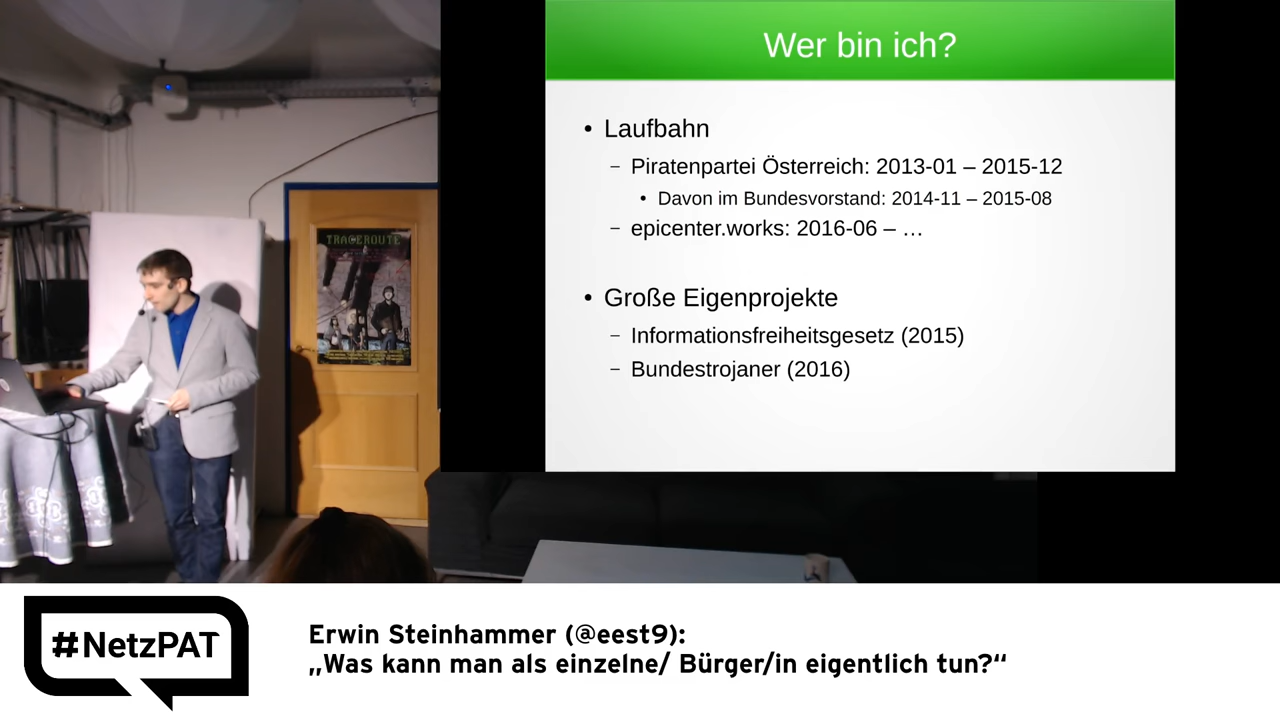 Wer bin ich?
• Laufbahn
– Piratenpartei Österreich: 2013-01 – 2015-12
• Davon im Bundesvorstand: 2014-11 – 2015-08
– epicenter.works: 2016-06 – …
• Große Eigenprojekte
– Informationsfreiheitsgesetz (2015)
– Bundestrojaner (2016)
TRACEROUTE
#NetzPAT
Erwin Steinhammer (@eest9):
„Was kann man als einzelne/ Bürger/in eigentlich tun?“